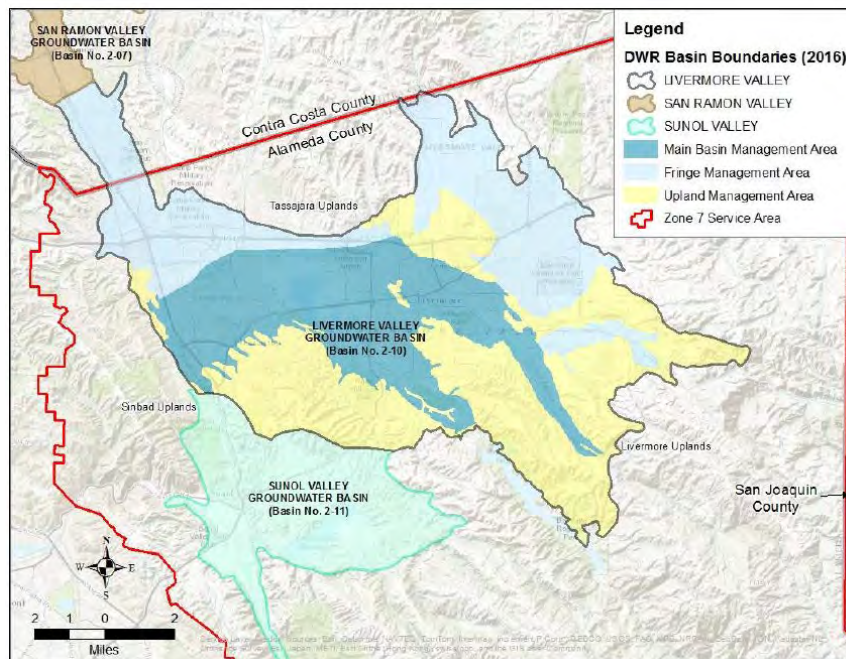 SAN RAMON VALLEY
GROUNDWATER BASIN
(Basin No. 2-07)
Contra Costa County
Alameda County
Tassajara Uplands
LIVERMORE VALLEY
GROUNDWATER BASIN
(Basin No. 2-10)
Sinbad Uplands
Livermore Uplands
SUNOL VALLEY
GROUNDWATER BASIN
(Basin No. 2-11)
San Joaquin
County
Legend
DWR Basin Boundaries (2016)
LIVERMORE VALLEY
SAN RAMON VALLEY
SUNOL VALLEY
Main Basin Management Area
Fringe Management Area
Upland Management Area
Zone 7 Service Area
N
W E
S
2 1 0 2
Miles